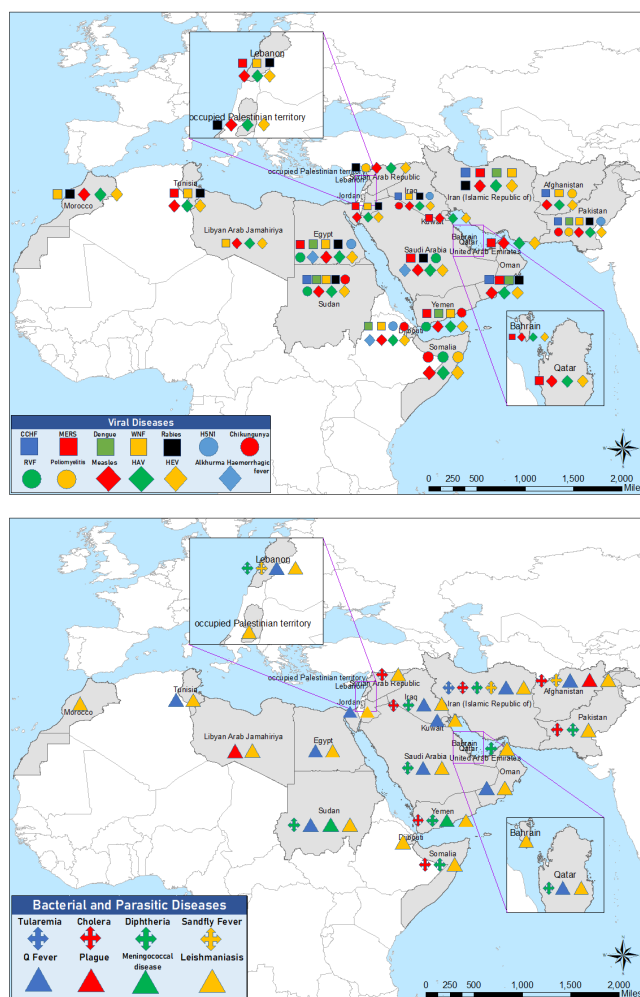 Lebanon
occupied Palestinian territory
occupied Palestinian territory
Syrian Arab Republic
Lebanon
Tunisia
Morocco
Jordan
Iraq
Iran (Islamic Republic of)
Afghanistan
Kuwait
Pakistan
Libyan Arab Jamahiriya
Egypt
Bahrain
Qatar
United Arab Emirates
Saudi Arabia
Oman
Sudan
Yemen
Djibouti
Somalia
Bahrain
Qatar
Viral Diseases
CCHF MERS Dengue WNF Rabies H5NI Chikungunya
RVF Poliomyelitis Measles HAV HEV Alkhurma Haemorrhagic
fever
0 250 500 1,000 1,500 2,000
Miles
Lebanon
occupied Palestinian territory
occupied Palestinian territory
Syrian Arab Republic
Lebanon
Tunisia
Morocco
Jordan
Iraq
Iran (Islamic Republic of)
Afghanistan
Kuwait
Pakistan
Libyan Arab Jamahiriya
Egypt
Bahrain
Qatar
United Arab Emirates
Saudi Arabia
Oman
Sudan
Yemen
Djibouti
Somalia
Bahrain
Qatar
Bacterial and Parasitic Diseases
Tularemia Cholera Diphtheria Sandfly Fever
Q Fever Plague Meningococcal
disease Leishmaniasis
0 250 500 1,000 1,500 2,000
Miles